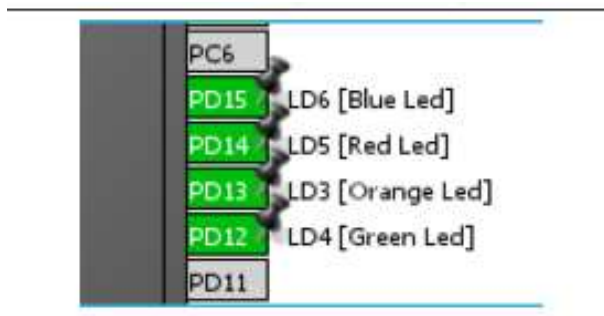 PC6
PD15 LD6 [Blue Led]
PD14 LD5 [Red Led]
PD13 LD3 [Orange Led]
PD12 LD4 [Green Led]
PD11